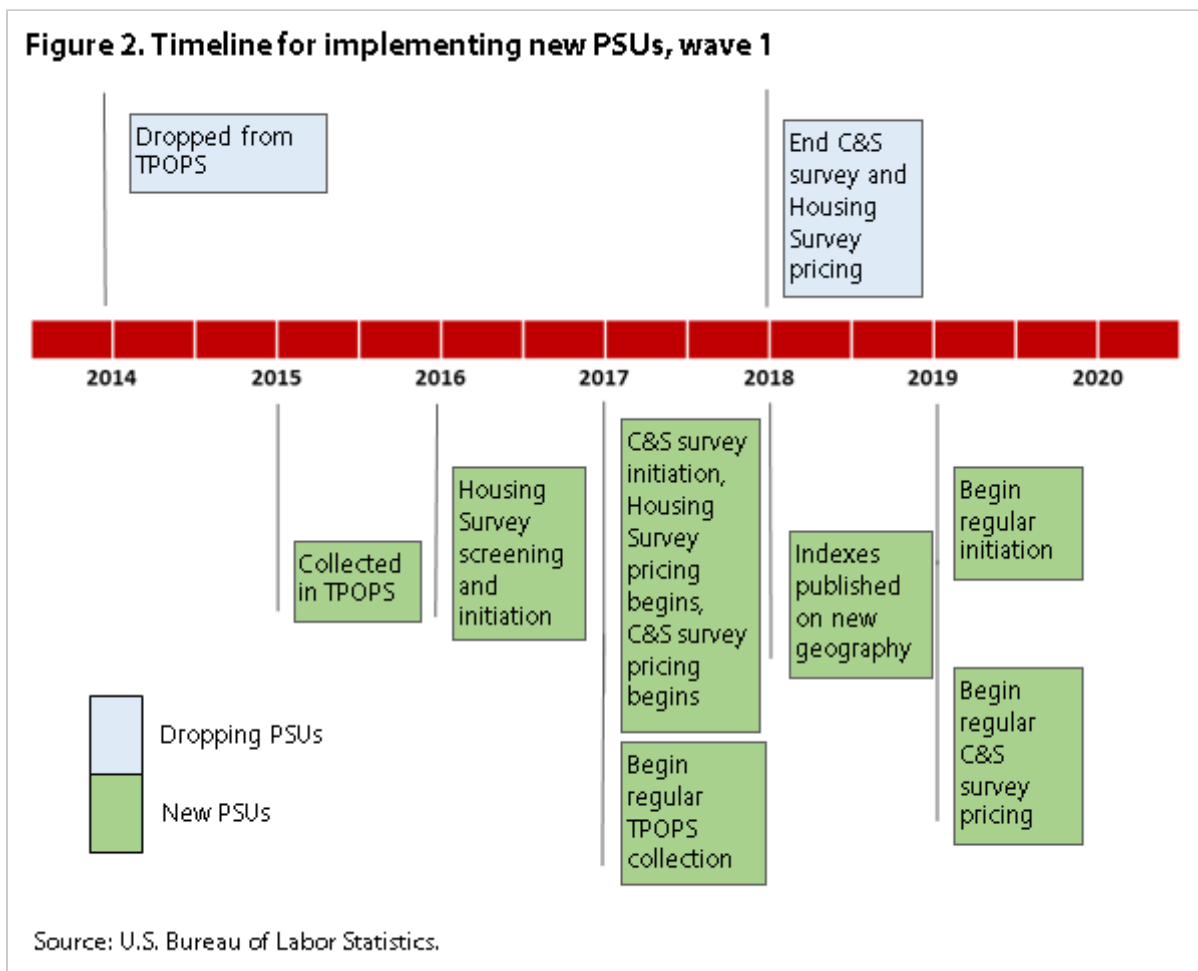 Figure 2. Timeline for implementing new PSUs, wave 1
Dropped from
TPOPS
End C&S
survey and
Housing
Survey
pricing
2014
2015
2016
2017
2018
2019
2020
Collected
in TPOPS
Housing
Survey
screening
and
initiation
C&S survey
initiation,
Housing
Survey
pricing
begins,
C&S survey
pricing
begins
Begin
regular
TPOPS
collection
Indexes
published
on new
geography
Begin
regular
initiation
Begin
regular
C&S
survey
pricing
Dropping PSUs
New PSUs
Source: U.S. Bureau of Labor Statistics.